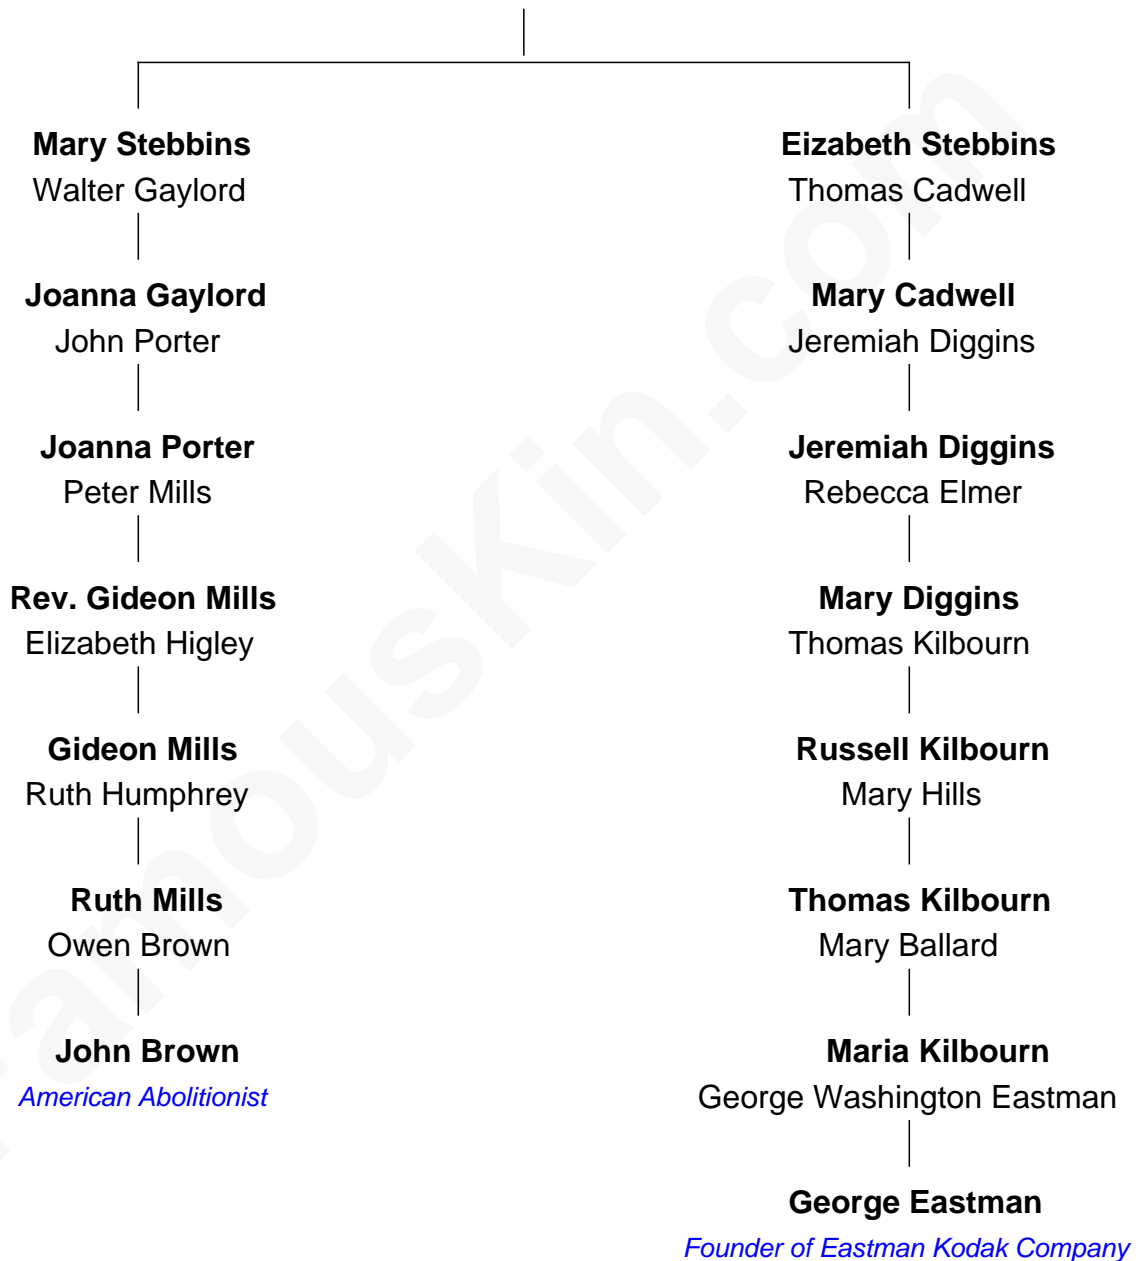 Mary Stebbins
Walter Gaylord
Joanna Gaylord
John Porter
Joanna Porter
Peter Mills
Rev. Gideon Mills
Elizabeth Higley
Gideon Mills
Ruth Humphrey
Ruth Mills
Owen Brown
John Brown
American Abolitionist
Eizabeth Stebbins
Thomas Cadwell
Mary Cadwell
Jeremiah Diggins
Jeremiah Diggins
Rebecca Elmer
Mary Diggins
Thomas Kilbourn
Russell Kilbourn
Mary Hills
Thomas Kilbourn
Mary Ballard
Maria Kilbourn
George Washington Eastman
George Eastman
Founder of Eastman Kodak Company
FamousKin.com